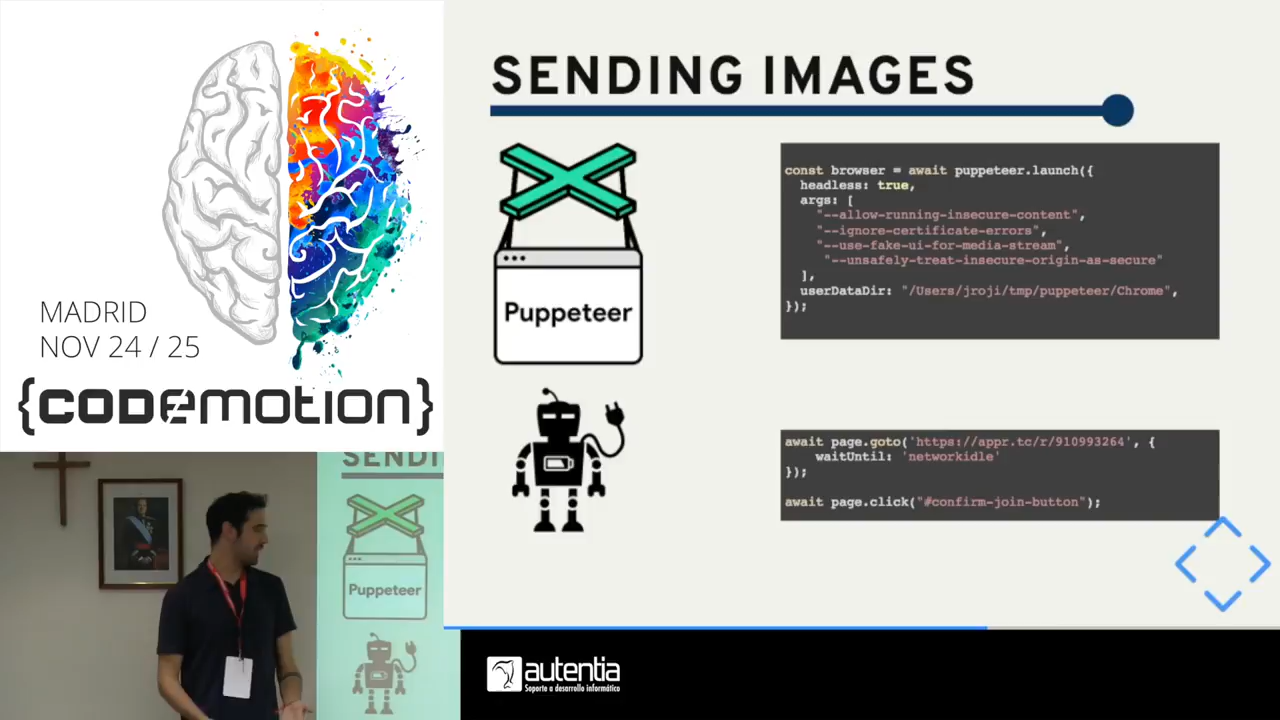 MADRID
NOV 24 / 25
{CODEMOTION}
SENDING IMAGES
Puppeteer
const browser = await puppeteer.launch({
headless: true,
args: [
"--allow-running-insecure-content",
"--ignore-certificate-errors",
"--use-fake-ui-for-media-stream",
"--unsafely-treat-insecure-origin-as-secure"
],
userDataDir: "/Users/jroji/tmp/puppeteer/Chrome",
});
await page.goto('https://appr.tc/r/910993264', {
waitUntil: 'networkidle'
});
await page.click("#confirm-join-button");
SENDI
Puppeteer
autentia
Soporte a desarrollo informático